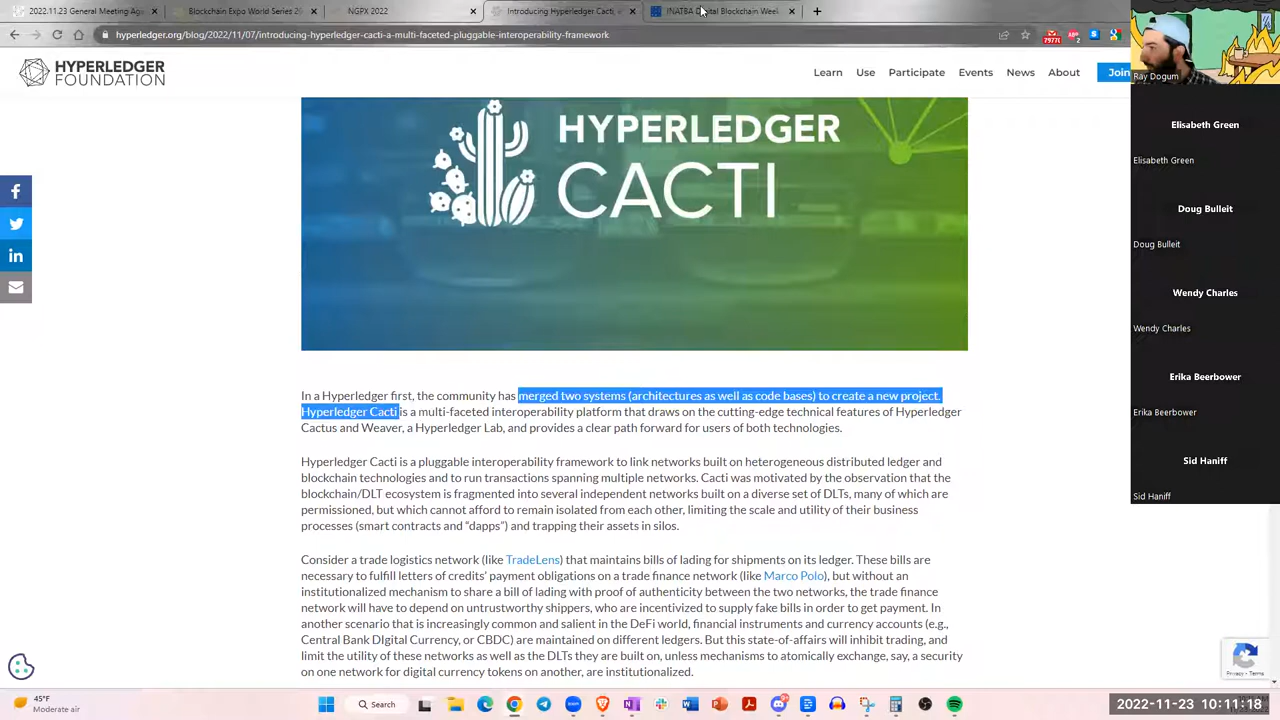 2022.11.23 General Meeting Age
Blockchain Expo World Series 29
NGPX 2022
Introducing Hyperledger Cacti,
INATBA Digital Blockchain Week
hyperledger.org/blog/2022/11/07/introducing-hyperledger-cacti-a-multi-faceted-pluggable-interoperability-framework
HYPERLEDGER
FOUNDATION
Learn Use Participate Events News About Join
HYPERLEDGER
CACTI
In a Hyperledger first, the community has merged two systems (architectures as well as code bases) to create a new project.
Hyperledger Cacti is a multi-faceted interoperability platform that draws on the cutting-edge technical features of Hyperledger
Cactus and Weaver, a Hyperledger Lab, and provides a clear path forward for users of both technologies.
Hyperledger Cacti is a pluggable interoperability framework to link networks built on heterogeneous distributed ledger and
blockchain technologies and to run transactions spanning multiple networks. Cacti was motivated by the observation that the
blockchain/DLT ecosystem is fragmented into several independent networks built on a diverse set of DLTs, many of which are
permissioned, but which cannot afford to remain isolated from each other, limiting the scale and utility of their business
processes (smart contracts and “dapps”) and trapping their assets in silos.
Consider a trade logistics network (like TradeLens) that maintains bills of lading for shipments on its ledger. These bills are
necessary to fulfill letters of credits’ payment obligations on a trade finance network (like Marco Polo), but without an
institutionalized mechanism to share a bill of lading with proof of authenticity between the two networks, the trade finance
network will have to depend on untrustworthy shippers, who are incentivized to supply fake bills in order to get payment. In
another scenario that is increasingly common and salient in the DeFi world, financial instruments and currency accounts (e.g.,
Central Bank DIgital Currency, or CBDC) are maintained on different ledgers. But this state-of-affairs will inhibit trading, and
limit the utility of these networks as well as the DLTs they are built on, unless mechanisms to atomically exchange, say, a security
on one network for digital currency tokens on another, are institutionalized.
Privacy - Terms
Ray Dogum
Elisabeth Green
Elisabeth Green
Doug Bulleit
Doug Bulleit
Wendy Charles
Wendy Charles
Erika Beerbower
Erika Beerbower
Sid Haniff
Sid Haniff
45°F
Moderate air
Search
2022-11-23 10:11:18